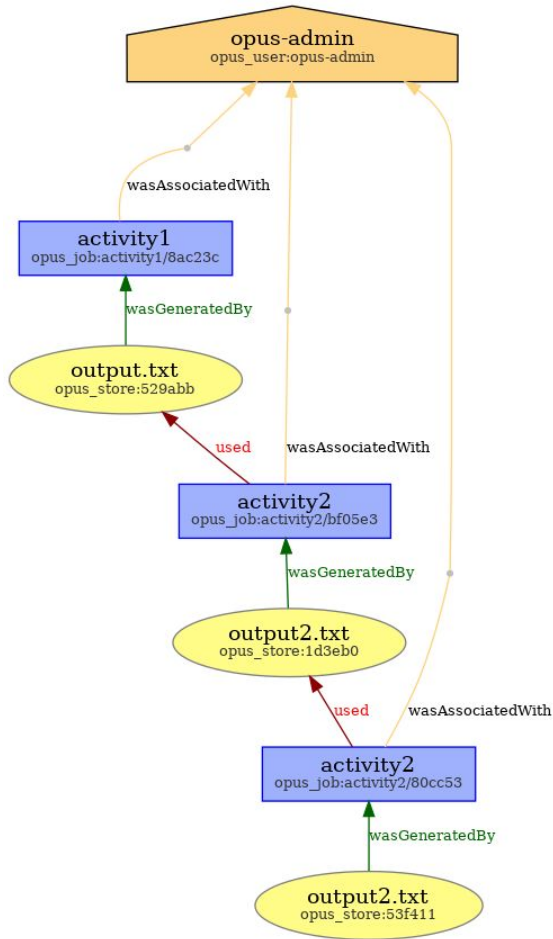 opus-admin
opus_user:opus-admin
wasAssociatedWith
activity1
opus_job:activity1/8ac23c
wasGeneratedBy
output.txt
opus_store:529abb
used
wasAssociatedWith
activity2
opus_job:activity2/bf05e3
wasGeneratedBy
output2.txt
opus_store:1d3eb0
used
wasAssociatedWith
activity2
opus_job:activity2/80cc53
wasGeneratedBy
output2.txt
opus_store:53f411